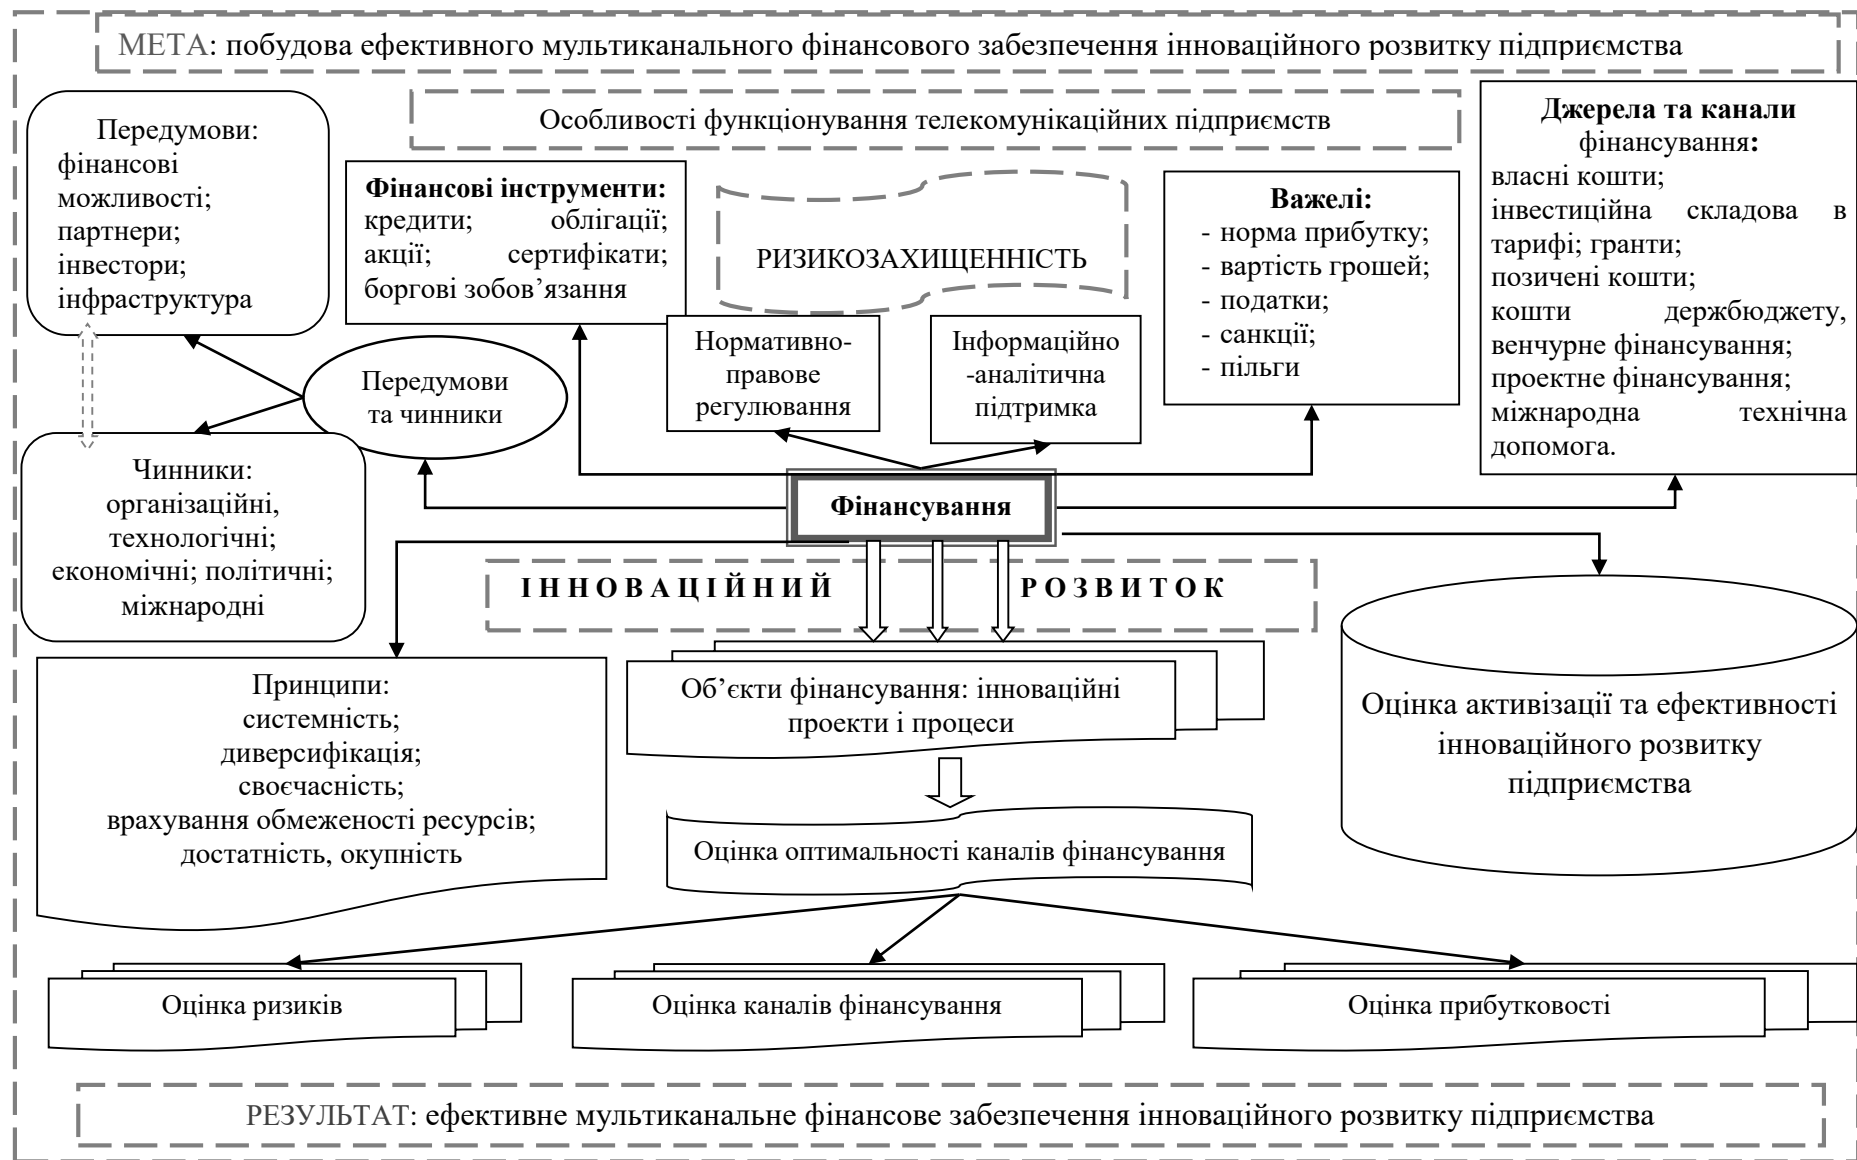 МЕТА: побудова ефективного мультиканального фінансового забезпечення інноваційного розвитку підприємства
Особливості функціонування телекомунікаційних підприємств
Передумови:
фінансові
можливості;
партнери;
інвестори;
інфраструктура
Фінансові інструменти:
кредити; облігації;
акції; сертифікати;
боргові зобов’язання
РИЗИКОЗАХИЩЕННІСТЬ
Важелі:
- норма прибутку;
- вартість грошей;
- податки;
- санкції;
- пільги
Джерела та канали
фінансування:
власні кошти;
інвестиційна складова в
тарифі; гранти;
позичені кошти;
кошти держбюджету,
венчурне фінансування;
проектне фінансування;
міжнародна технічна
допомога.
Передумови
та чинники
Нормативно-
правове
регулювання
Інформаційно
-аналітична
підтримка
Чинники:
організаційні,
технологічні;
економічні; політичні;
міжнародні
Фінансування
ІННОВАЦІЙНИЙ РОЗВИТОК
Принципи:
системність;
диверсифікація;
своєчасність;
врахування обмеженості ресурсів;
достатність, окупність
Об’єкти фінансування: інноваційні
проекти і процеси
Оцінка активізації та ефективності
інноваційного розвитку
підприємства
Оцінка оптимальності каналів фінансування
Оцінка ризиків
Оцінка каналів фінансування
Оцінка прибутковості
РЕЗУЛЬТАТ: ефективне мультиканальне фінансове забезпечення інноваційного розвитку підприємства